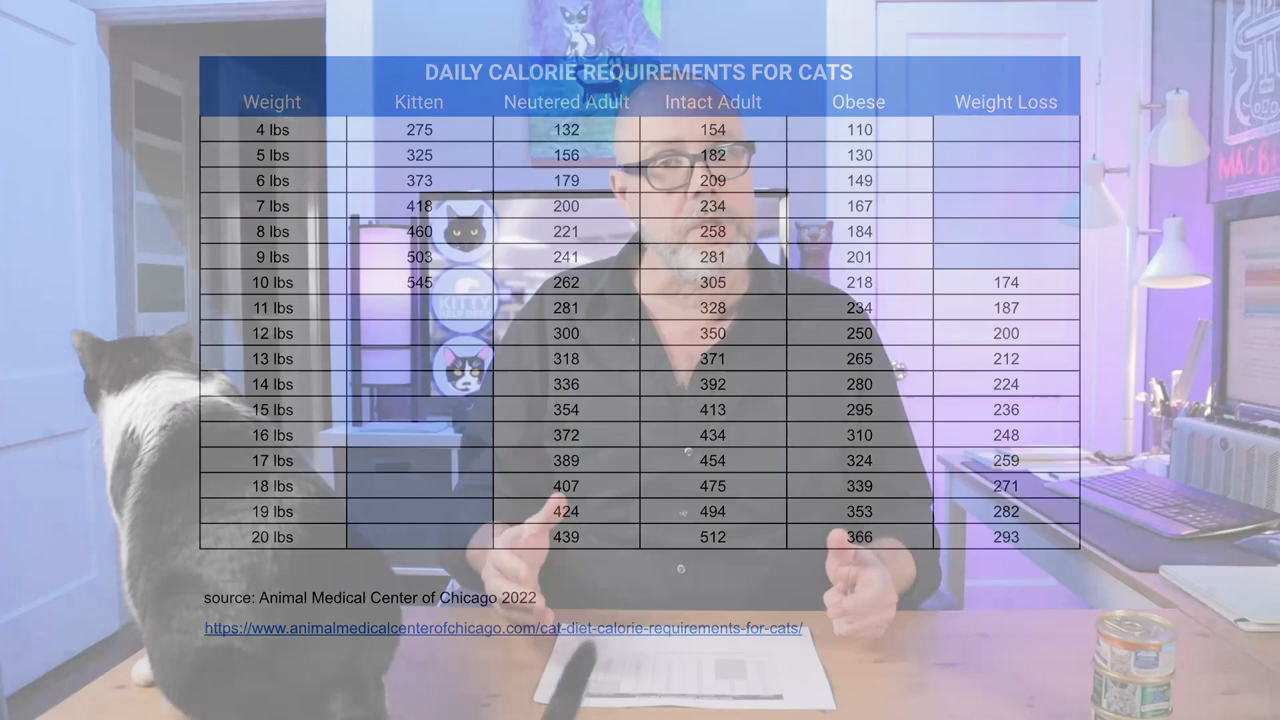 DAILY CALORIE REQUIREMENTS FOR CATS
Weight Kitten Neutered Adult Intact Adult Obese Weight Loss
4 lbs 275 132 154 110
5 lbs 325 156 182 130
6 lbs 373 179 209 149
7 lbs 418 200 234 167
8 lbs 460 221 258 184
9 lbs 503 241 281 201
10 lbs 545 262 305 218 174
11 lbs 281 328 234 187
12 lbs 300 350 250 200
13 lbs 318 371 265 212
14 lbs 336 392 280 224
15 lbs 354 413 295 236
16 lbs 372 434 310 248
17 lbs 389 454 324 259
18 lbs 407 475 339 271
19 lbs 424 494 353 282
20 lbs 439 512 366 293
source: Animal Medical Center of Chicago 2022
https://www.animalmedicalcenterofchicago.com/cat-diet-calorie-requirements-for-cats/
KITTY